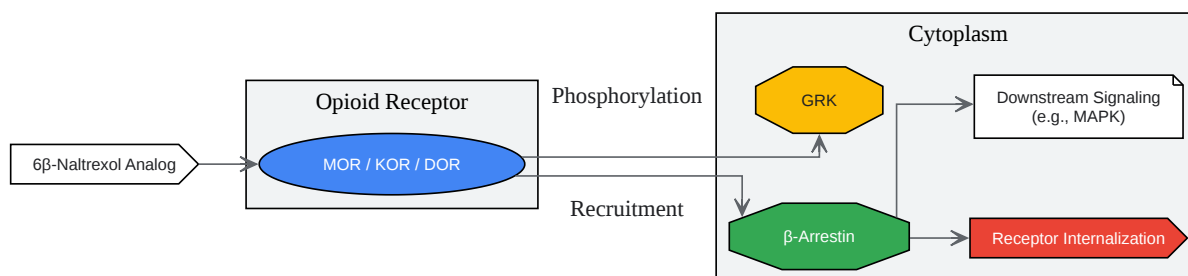 Cytoplasm
Opioid Receptor
Phosphorylation
GRK
Downstream Signaling
(e.g., MAPK)
6β-Naltrexol Analog
MOR / KOR / DOR
Recruitment
β-Arrestin
Receptor Internalization